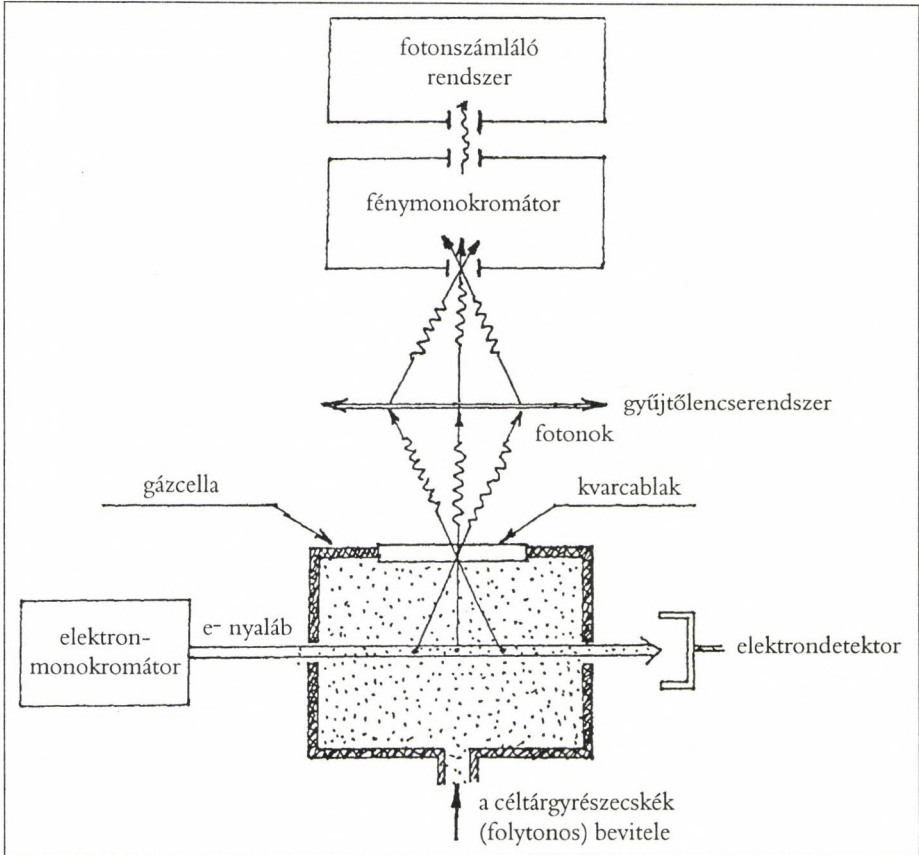 fotonszámláló
rendszer
fénymonokromátor
gyűjtőlencserendszer
fotonok
gázcella
kvarcablak
elektron-
monokromátor
e⁻ nyaláb
elektrondetektor
a céltárgyrészecskék
(folytonos) bevitele